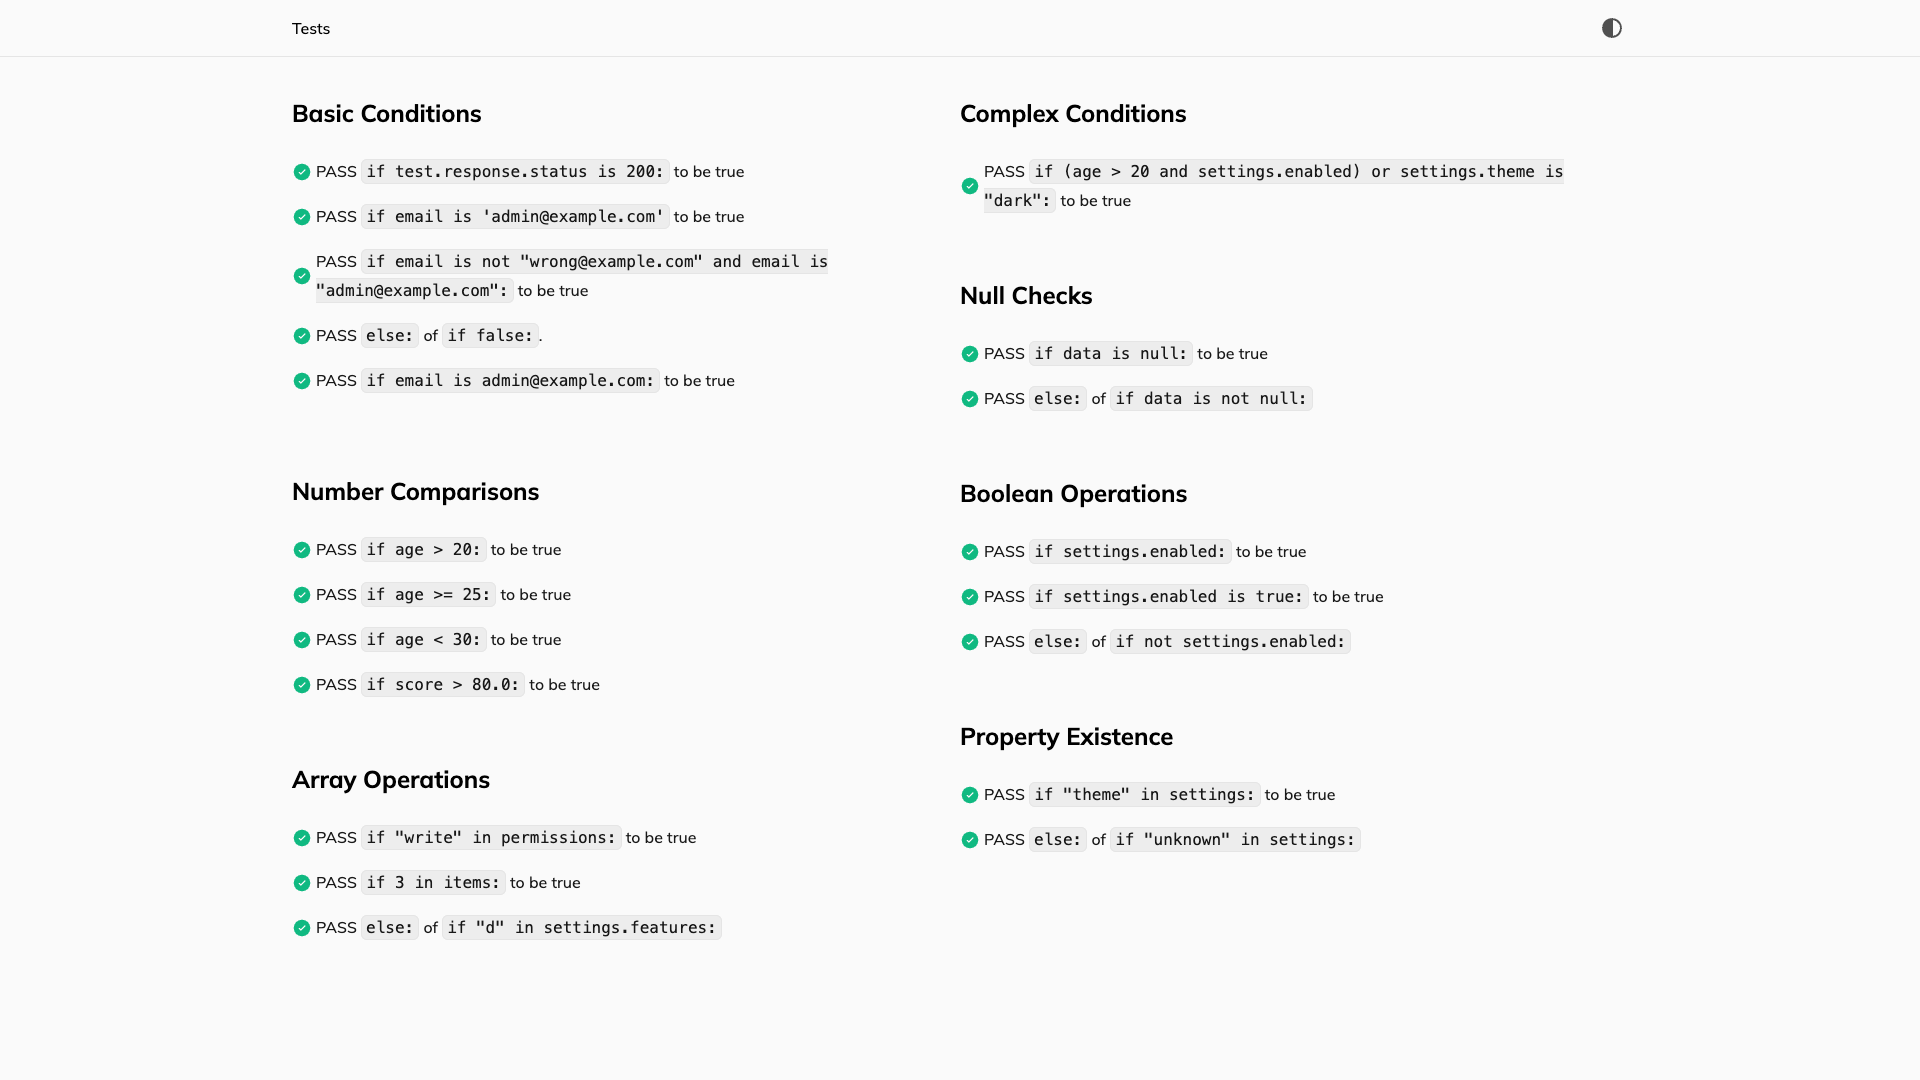 Tests
Basic Conditions
PASS if test.response.status is 200: to be true
PASS if email is 'admin@example.com' to be true
PASS if email is not "wrong@example.com" and email is
"admin@example.com": to be true
PASS else: of if false:.
PASS if email is admin@example.com: to be true
Number Comparisons
PASS if age > 20: to be true
PASS if age >= 25: to be true
PASS if age < 30: to be true
PASS if score > 80.0: to be true
Array Operations
PASS if "write" in permissions: to be true
PASS if 3 in items: to be true
PASS else: of if "d" in settings.features:
Complex Conditions
PASS if (age > 20 and settings.enabled) or settings.theme is
"dark": to be true
Null Checks
PASS if data is null: to be true
PASS else: of if data is not null:
Boolean Operations
PASS if settings.enabled: to be true
PASS if settings.enabled is true: to be true
PASS else: of if not settings.enabled:
Property Existence
PASS if "theme" in settings: to be true
PASS else: of if "unknown" in settings: